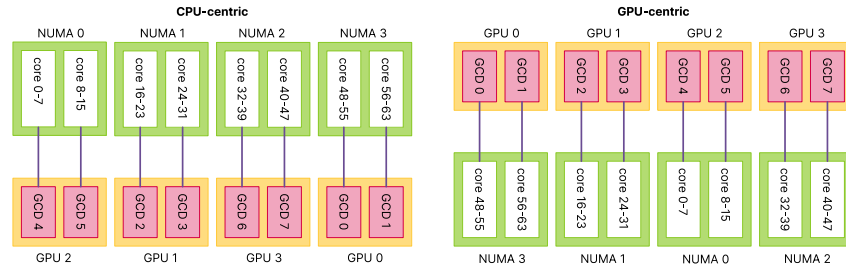 CPU-centric
NUMA 0
NUMA 1
NUMA 2
NUMA 3
core 0-7
core 8-15
core 16-23
core 24-31
core 32-39
core 40-47
core 48-55
core 56-63
GCD 4
GCD 5
GCD 2
GCD 3
GCD 6
GCD 7
GCD 0
GCD 1
GPU 2
GPU 1
GPU 3
GPU 0
GPU-centric
GPU 0
GPU 1
GPU 2
GPU 3
GCD 0
GCD 1
GCD 2
GCD 3
GCD 4
GCD 5
GCD 6
GCD 7
core 48-55
core 56-63
core 16-23
core 24-31
core 0-7
core 8-15
core 32-39
core 40-47
NUMA 3
NUMA 1
NUMA 0
NUMA 2